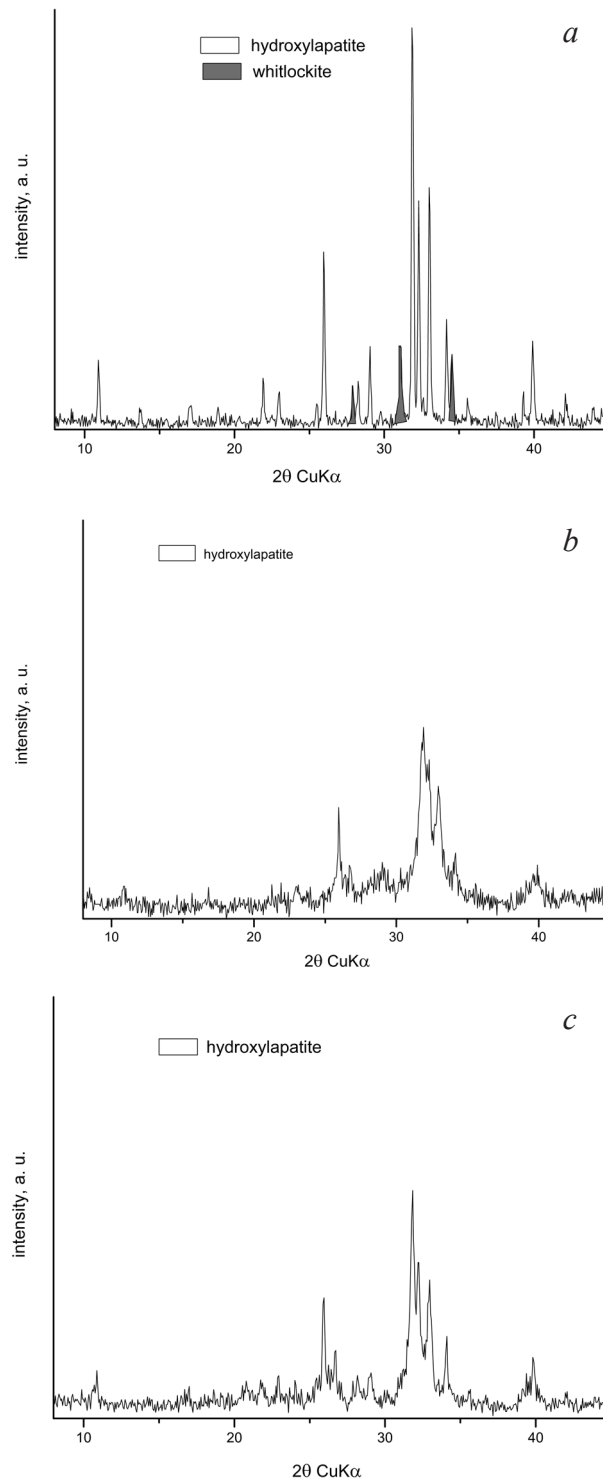 a
hydroxylapatite
whitlockite
intensity, a. u.
10 20 30 40
2θ CuKα
b
hydroxylapatite
intensity, a. u.
10 20 30 40
2θ CuKα
c
hydroxylapatite
intensity, a. u.
10 20 30 40
2θ CuKα